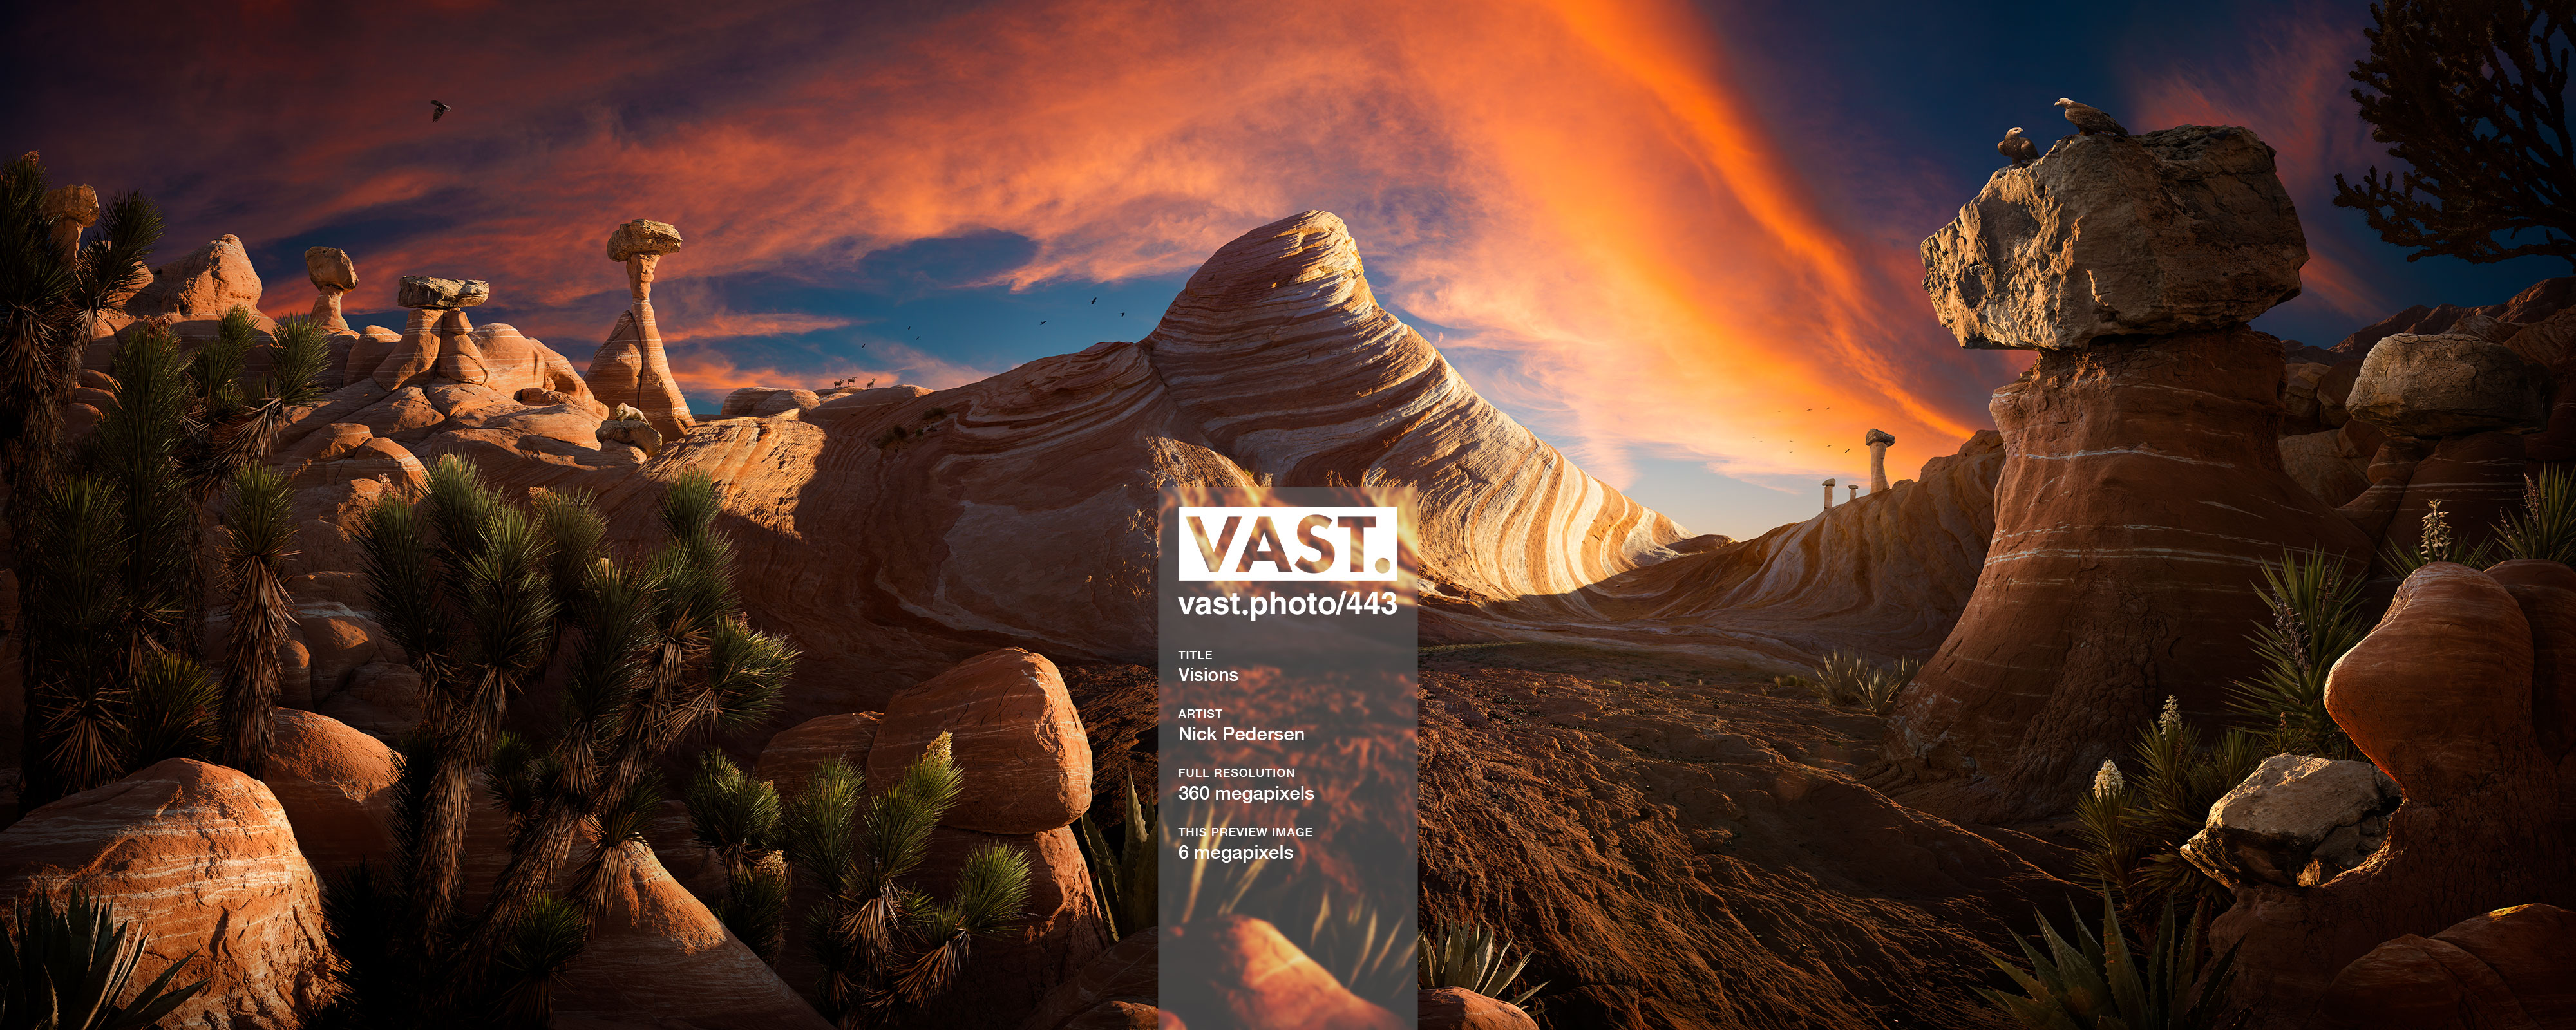 VAST.
vast.photo/443
TITLE
Visions
ARTIST
Nick Pedersen
FULL RESOLUTION
360 megapixels
THIS PREVIEW IMAGE
6 megapixels